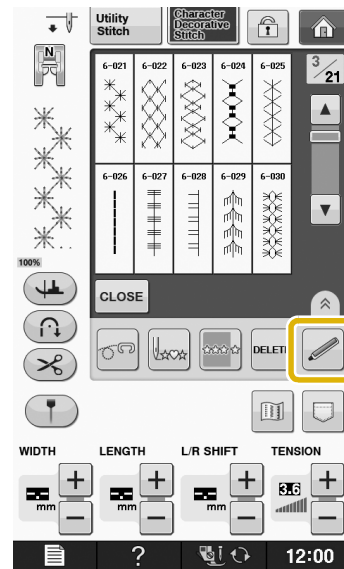 Utility
Stitch
Character
Decorative
Stitch
N
6-021 6-022 6-023 6-024 6-025
3/21
6-026 6-027 6-028 6-029 6-030
100%
CLOSE
DELET
WIDTH LENGTH L/R SHIFT TENSION
3.6
mm mm mm
? 12:00